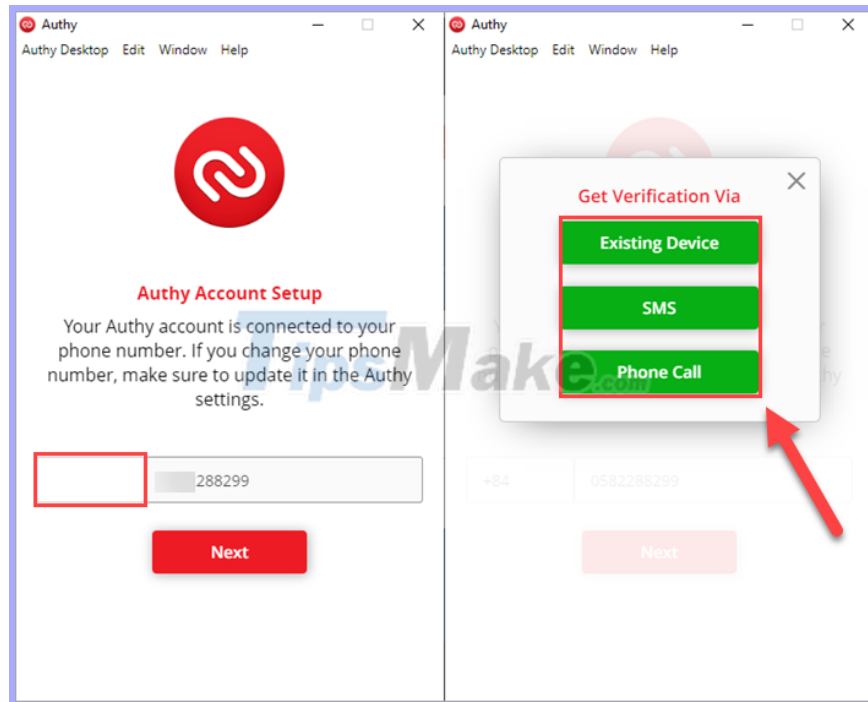 Authy
Authy Desktop Edit Window Help
Authy Account Setup
Your Authy account is connected to your
phone number. If you change your phone
number, make sure to update it in the Authy
settings.
288299
Next
Authy
Authy Desktop Edit Window Help
Get Verification Via
Existing Device
SMS
Phone Call
+84 0582288299
Next
TipsMake.com